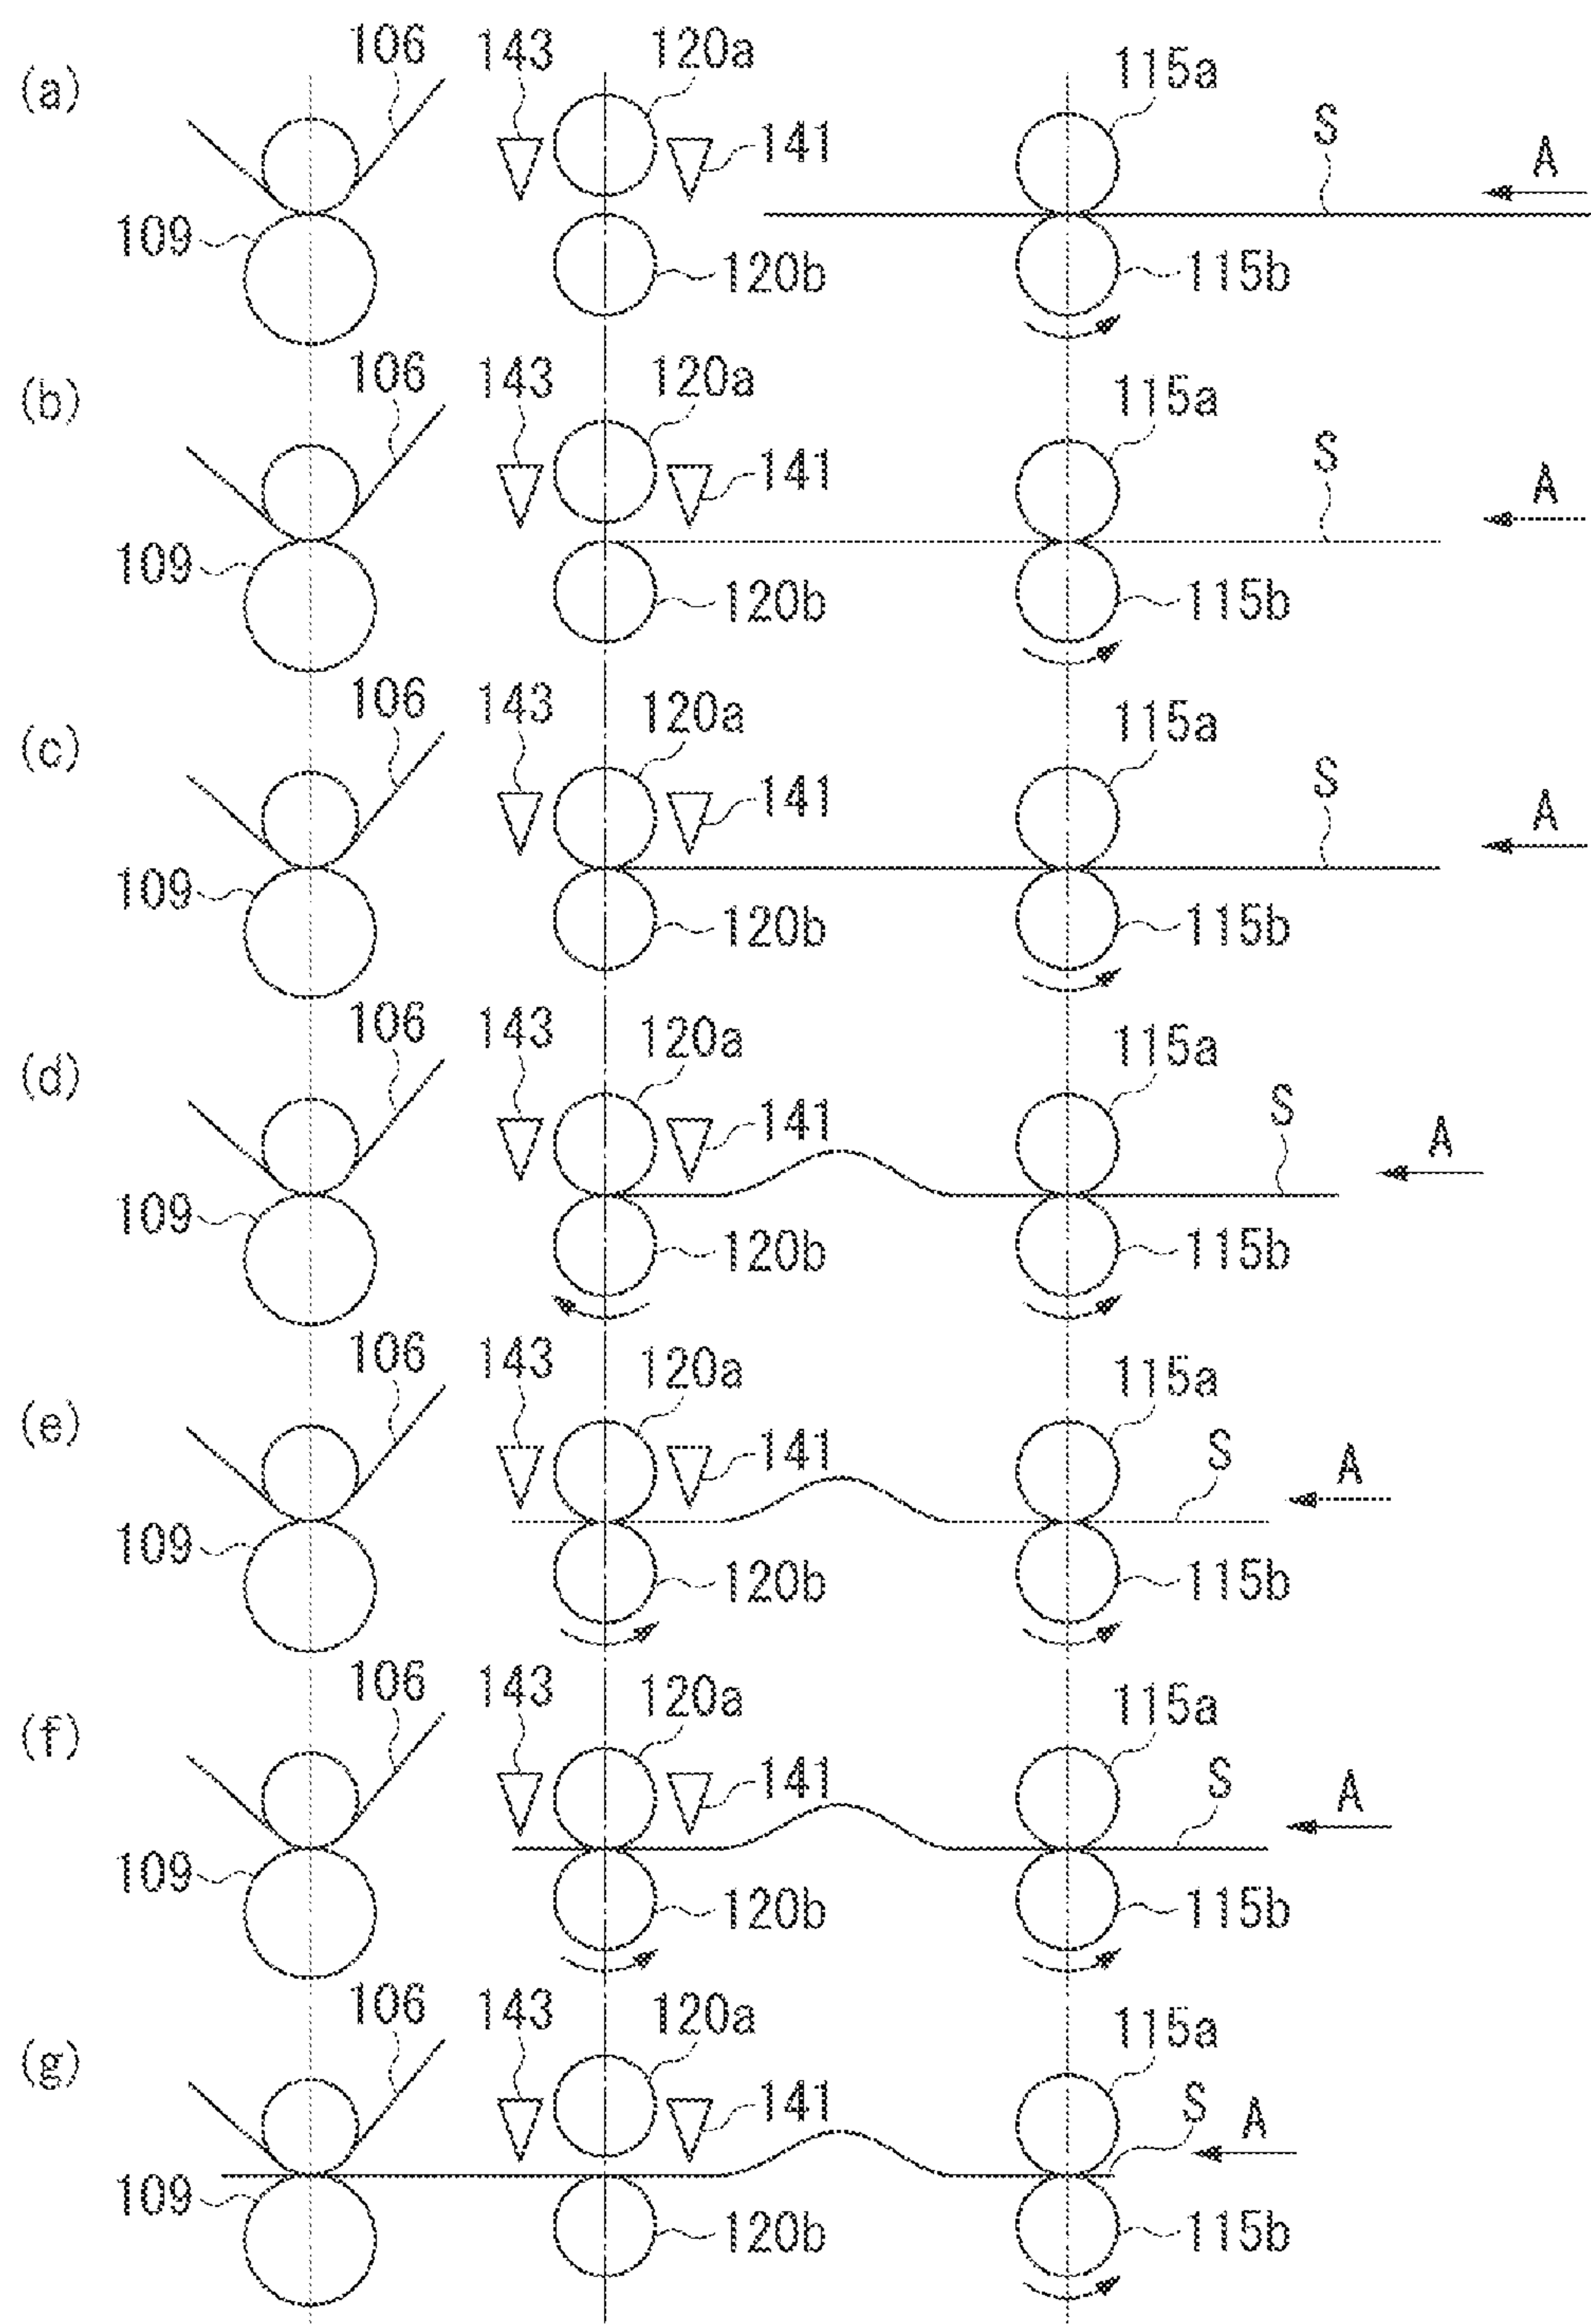 (a) 106 143 120a 141 115a S A
109 120b 115b
(b) 106 143 120a 141 115a S A
109 120b 115b
(c) 106 143 120a 141 115a S A
109 120b 115b
(d) 106 143 120a 141 115a S A
109 120b 115b
(e) 106 143 120a 141 115a S A
109 120b 115b
(f) 106 143 120a 141 115a S A
109 120b 115b
(g) 106 143 120a 141 115a S A
109 120b 115b